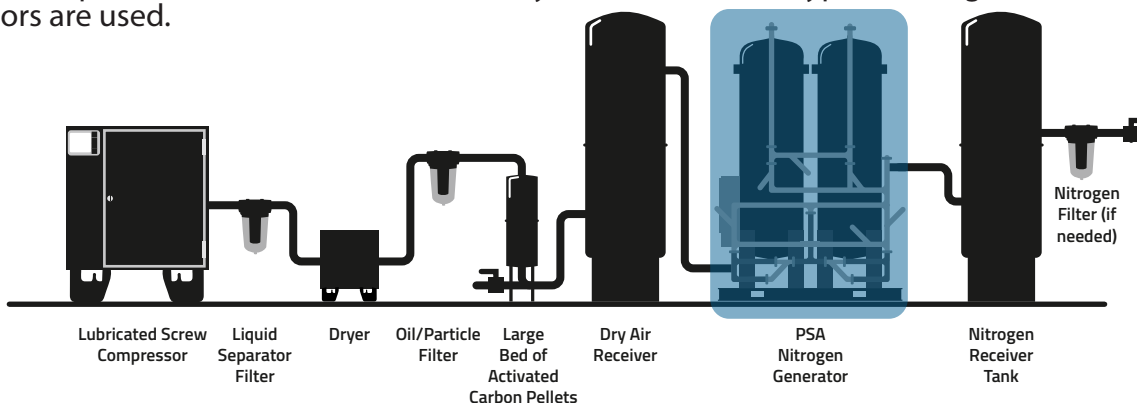 ors are used.
Nitrogen
Filter (if
needed)
Lubricated Screw
Compressor
Liquid
Separator
Filter
Dryer
Oil/Particle
Filter
Large
Bed of
Activated
Carbon Pellets
Dry Air
Receiver
PSA
Nitrogen
Generator
Nitrogen
Receiver
Tank